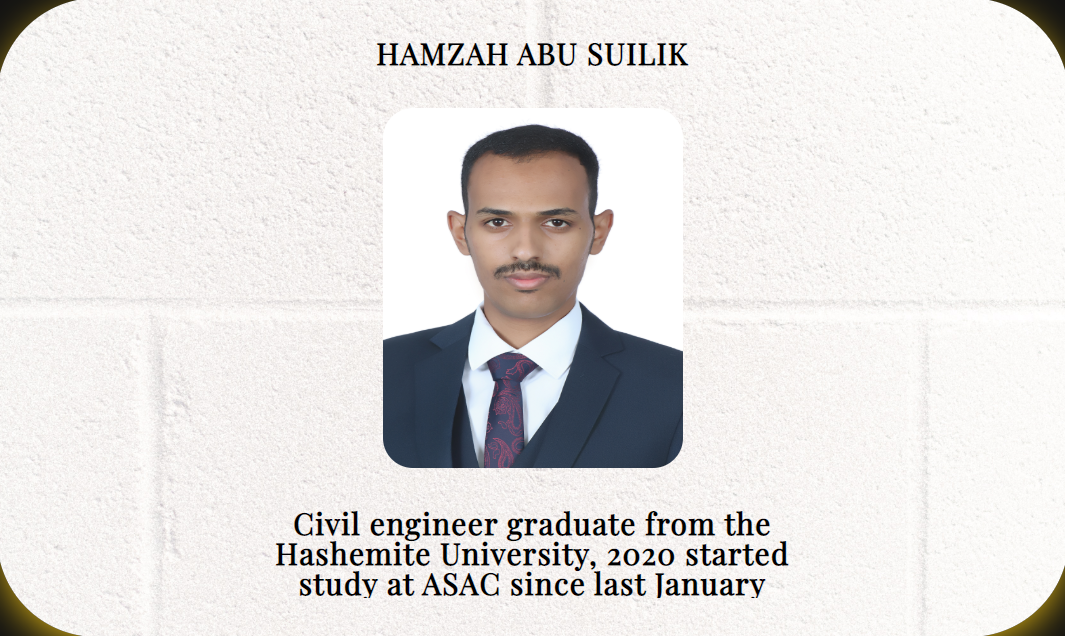 HAMZAH ABU SUILIK
Civil engineer graduate from the
Hashemite University, 2020 started
study at ASAC since last January